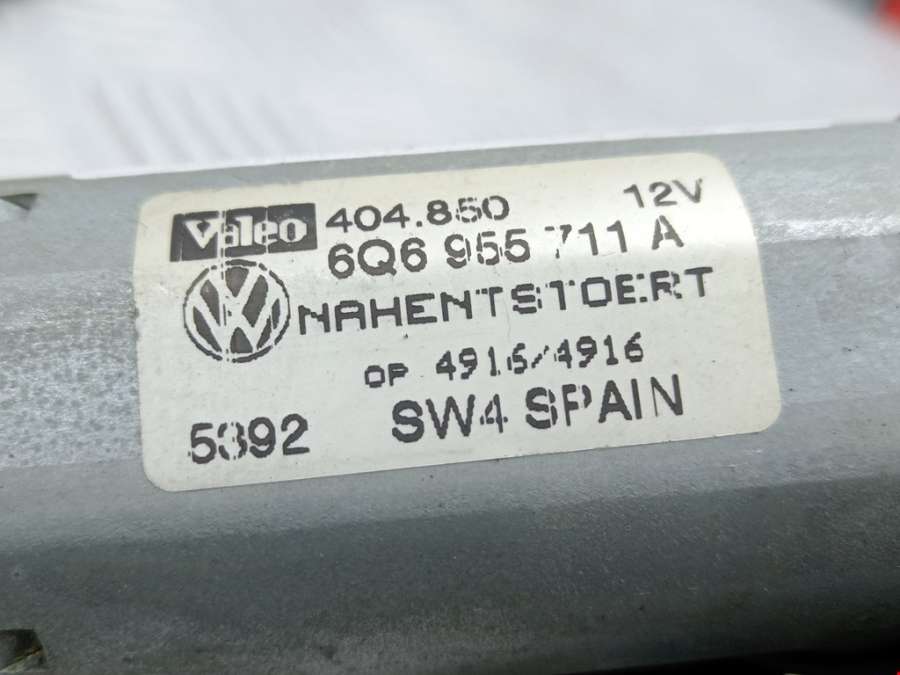 Valeo 404.850 12V
6Q6 955 711 A
NAHENTSTOERT
OP 4916/4916
5392 SW4 SPAIN